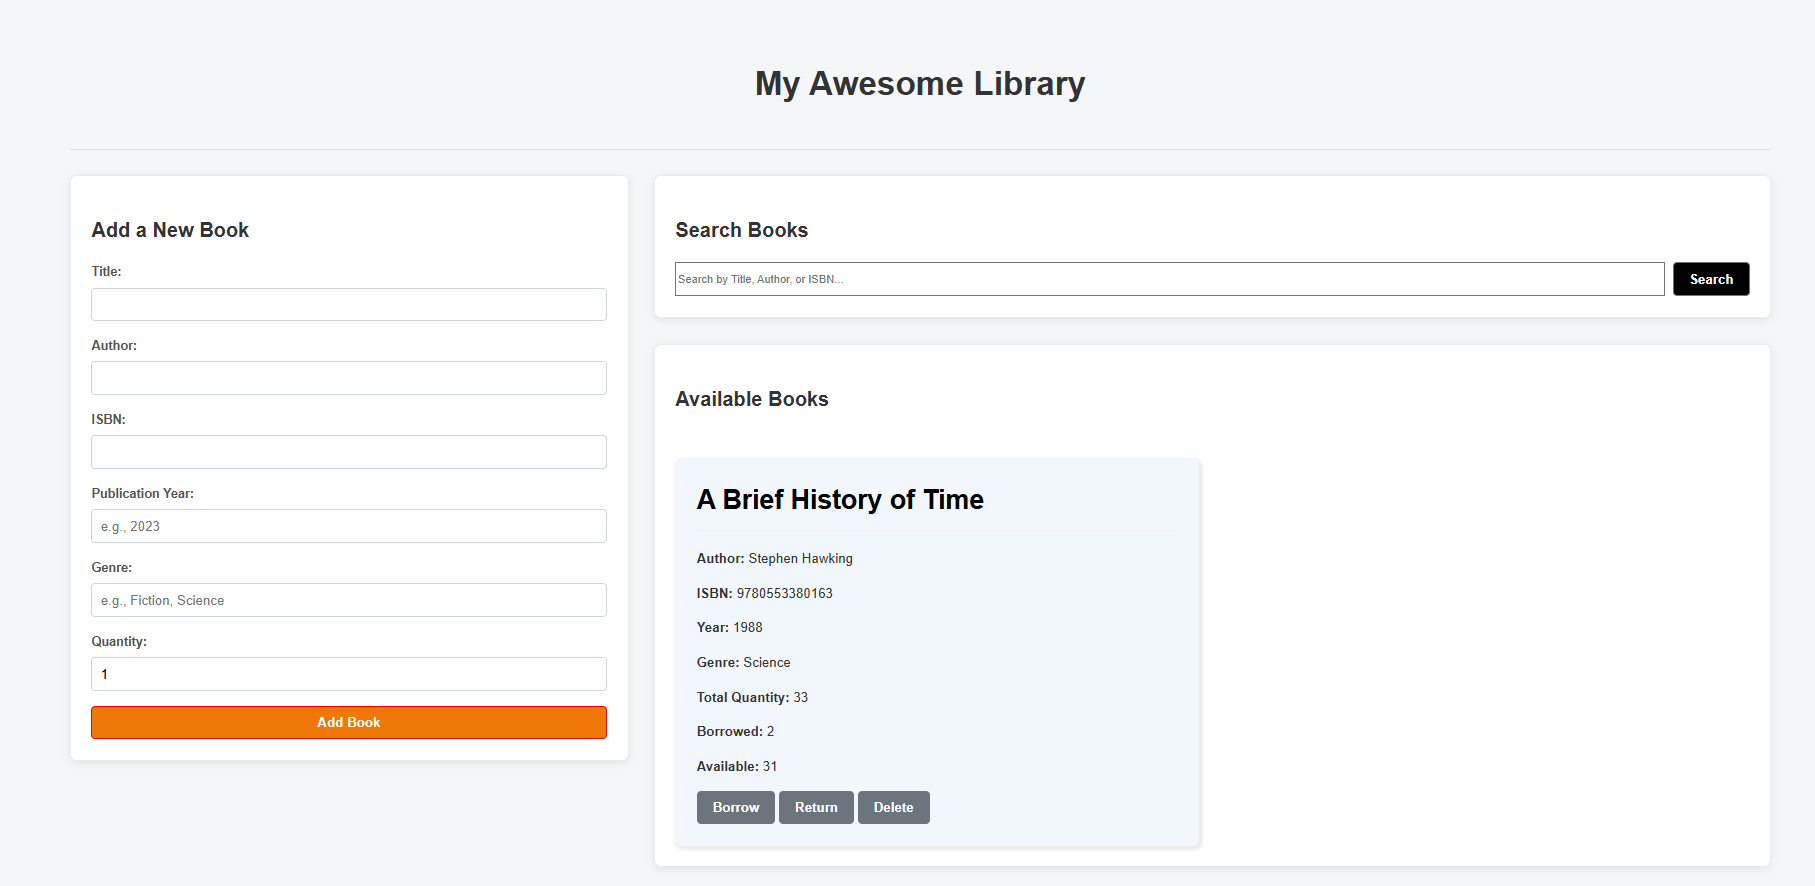 My Awesome Library
Add a New Book
Title:
Author:
ISBN:
Publication Year:
e.g., 2023
Genre:
e.g., Fiction, Science
Quantity:
1
Add Book
Search Books
Search by Title, Author, or ISBN...
Search
Available Books
A Brief History of Time
Author: Stephen Hawking
ISBN: 9780553380163
Year: 1988
Genre: Science
Total Quantity: 33
Borrowed: 2
Available: 31
Borrow Return Delete